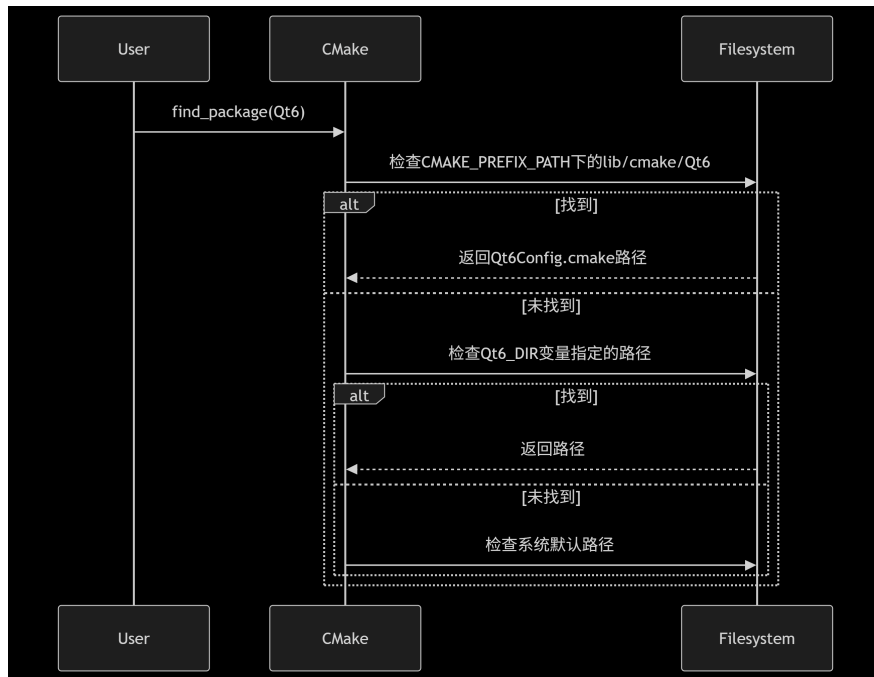 User
CMake
Filesystem
find_package(Qt6)
检查CMAKE_PREFIX_PATH下的lib/cmake/Qt6
alt
[找到]
返回Qt6Config.cmake路径
[未找到]
检查Qt6_DIR变量指定的路径
alt
[找到]
返回路径
[未找到]
检查系统默认路径
User
CMake
Filesystem